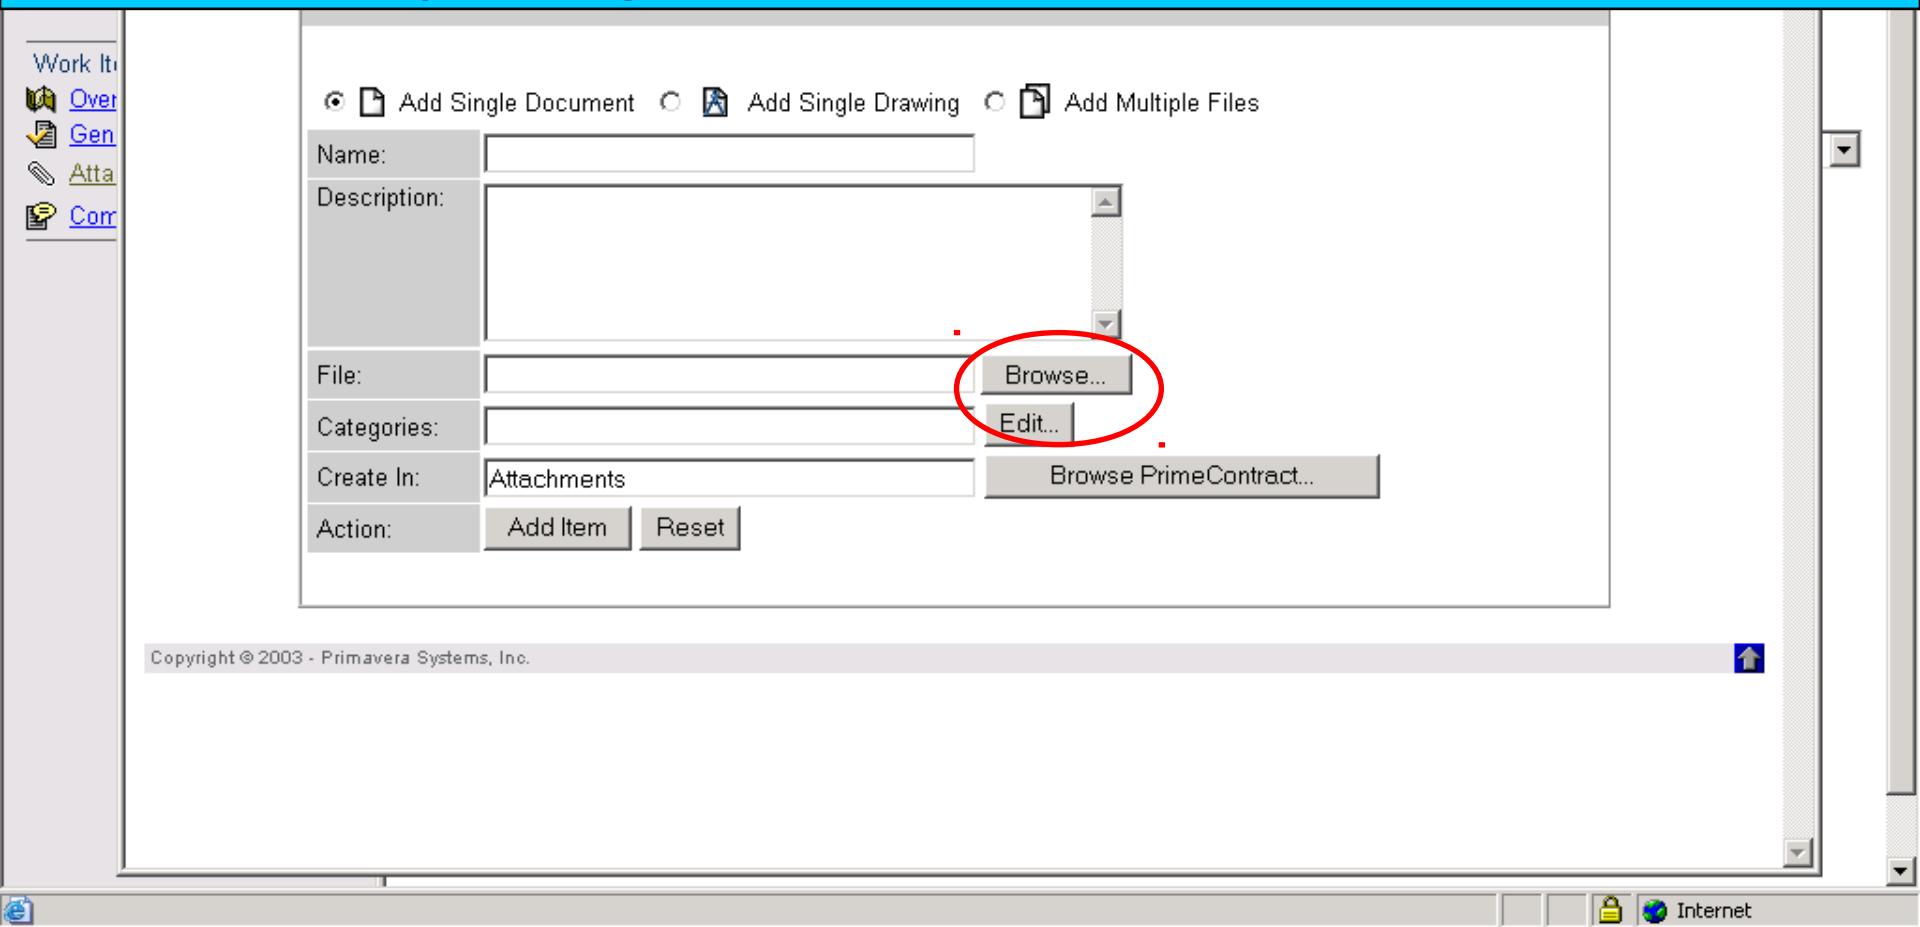 Work It
Over
Gen
Atta
Com
Add Single Document Add Single Drawing Add Multiple Files
Name:
Description:
File: Browse...
Categories: Edit...
Create In: Attachments Browse PrimeContract...
Action: Add Item Reset
Copyright © 2003 - Primavera Systems, Inc.
Internet